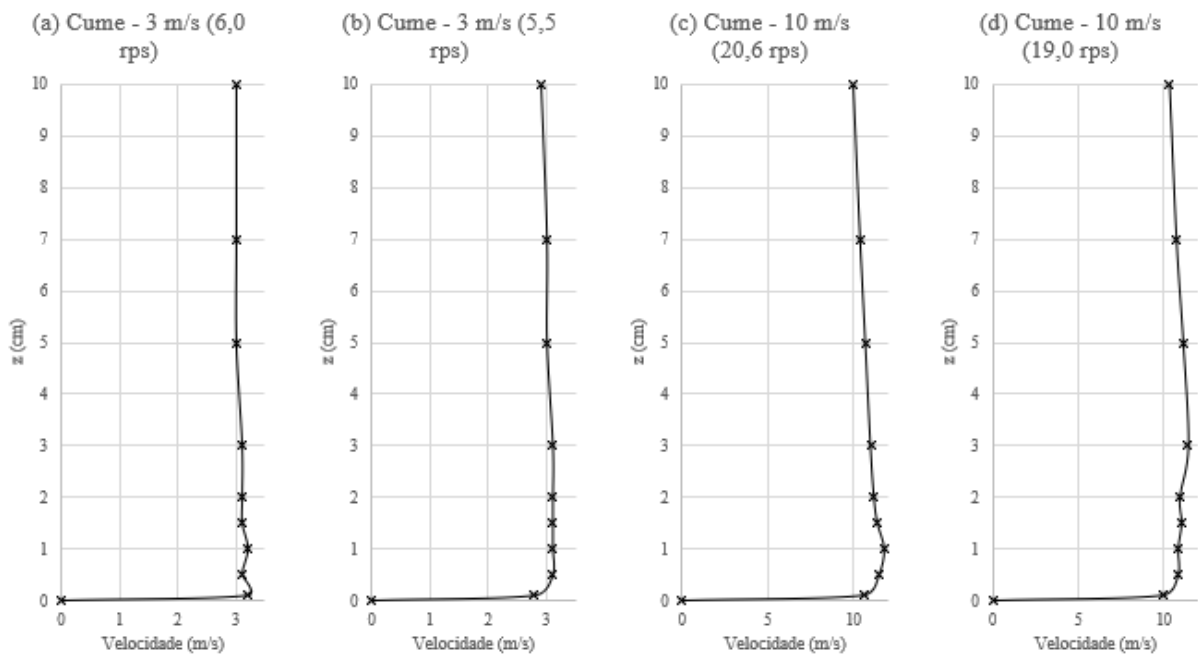 (a) Cume - 3 m/s (6,0
rps)
10
9
8
7
6
5
4
3
2
1
0
z (cm)
0 1 2 3
Velocidade (m/s)
(b) Cume - 3 m/s (5,5
rps)
10
9
8
7
6
5
4
3
2
1
0
z (cm)
0 1 2 3
Velocidade (m/s)
(c) Cume - 10 m/s
(20,6 rps)
10
9
8
7
6
5
4
3
2
1
0
z (cm)
0 5 10
Velocidade (m/s)
(d) Cume - 10 m/s
(19,0 rps)
10
9
8
7
6
5
4
3
2
1
0
z (cm)
0 5 10
Velocidade (m/s)